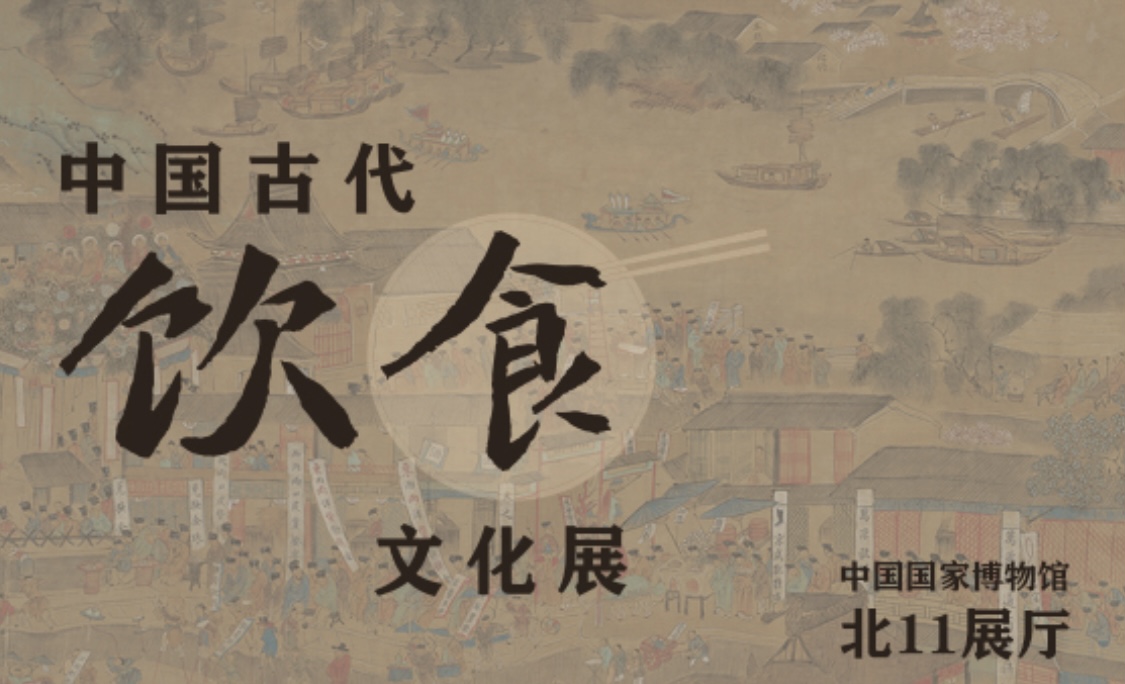 中国古代
饮食
文化展
中国国家博物馆
北11展厅